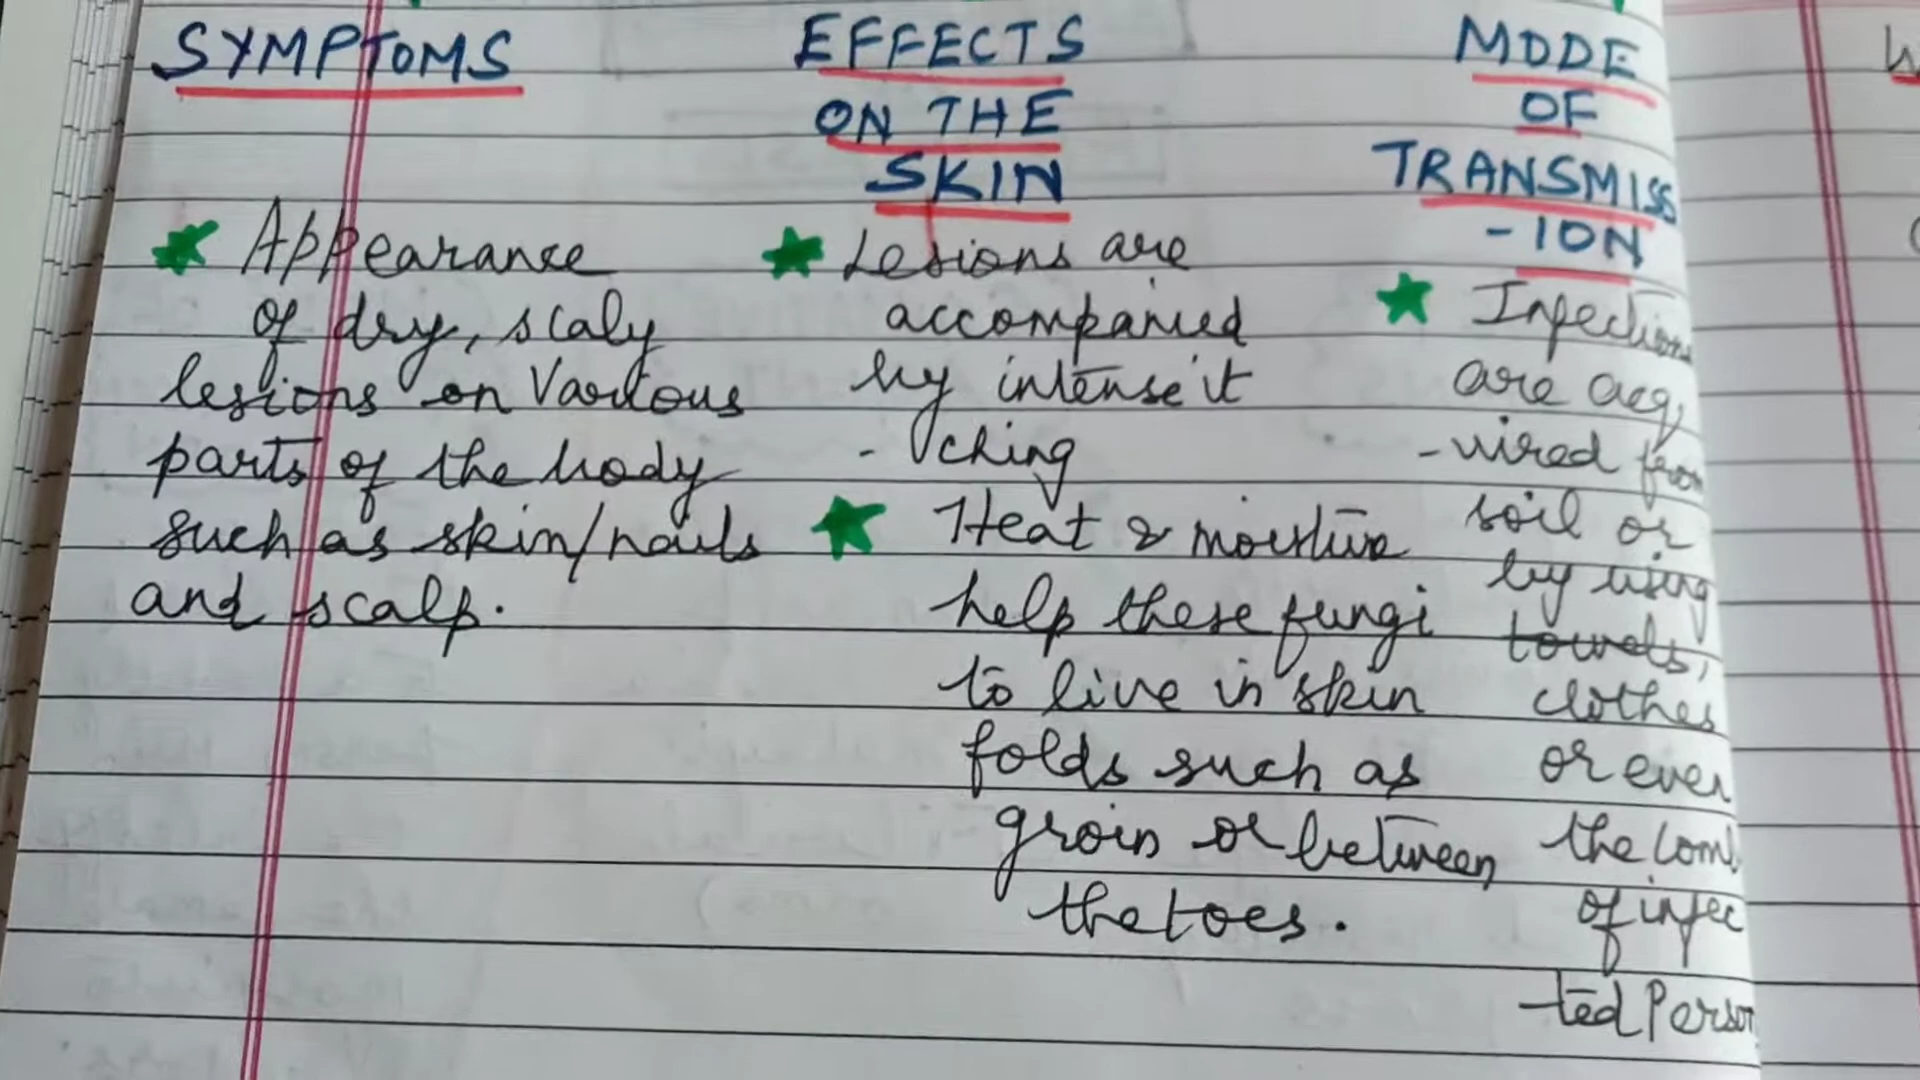 SYMPTOMS
★ Appearance
of dry, scaly
lesions on various
parts of the body
such as skin/nails
and scalp.
EFFECTS
ON THE
SKIN
★ Lesions are
accompanied
by intense it
-ching
★ Heat & moisture
help these fungi
to live in skin
folds such as
groin or between
the toes.
MODE
OF
TRANSMISS
-ION
★ Infections
are acq
-uired from
soil or
by using
towels,
clothes
or even
the comb
of infec
-ted Person